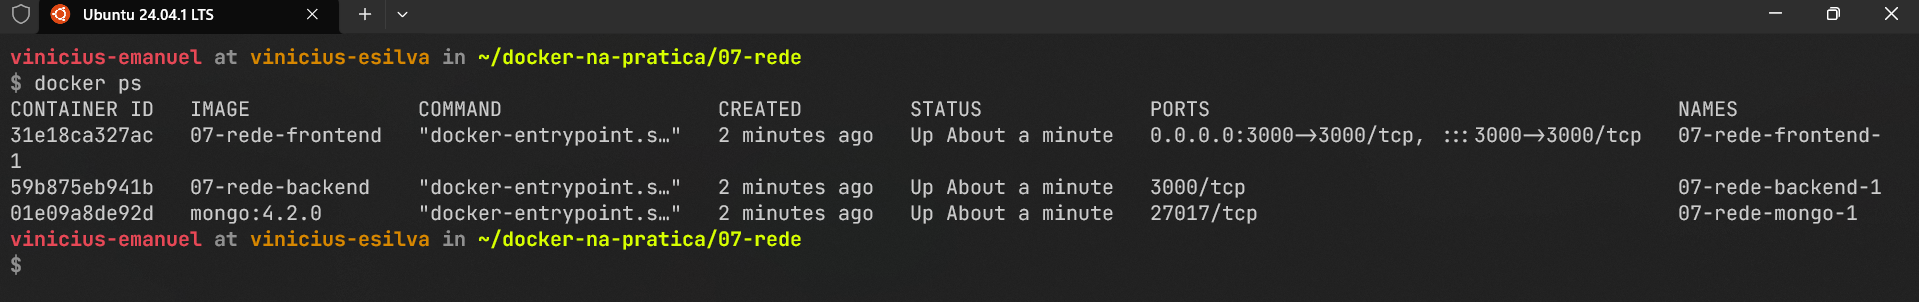 Ubuntu 24.04.1 LTS
vinicius-emanuel at vinicius-esilva in ~/docker-na-pratica/07-rede
$ docker ps
CONTAINER ID   IMAGE              COMMAND                  CREATED         STATUS              PORTS                                       NAMES
31e18ca327ac   07-rede-frontend   "docker-entrypoint.s…"   2 minutes ago   Up About a minute   0.0.0.0:3000->3000/tcp, :::3000->3000/tcp   07-rede-frontend-
1
59b875eb941b   07-rede-backend    "docker-entrypoint.s…"   2 minutes ago   Up About a minute   3000/tcp                                    07-rede-backend-1
01e09a8de92d   mongo:4.2.0        "docker-entrypoint.s…"   2 minutes ago   Up About a minute   27017/tcp                                   07-rede-mongo-1
vinicius-emanuel at vinicius-esilva in ~/docker-na-pratica/07-rede
$